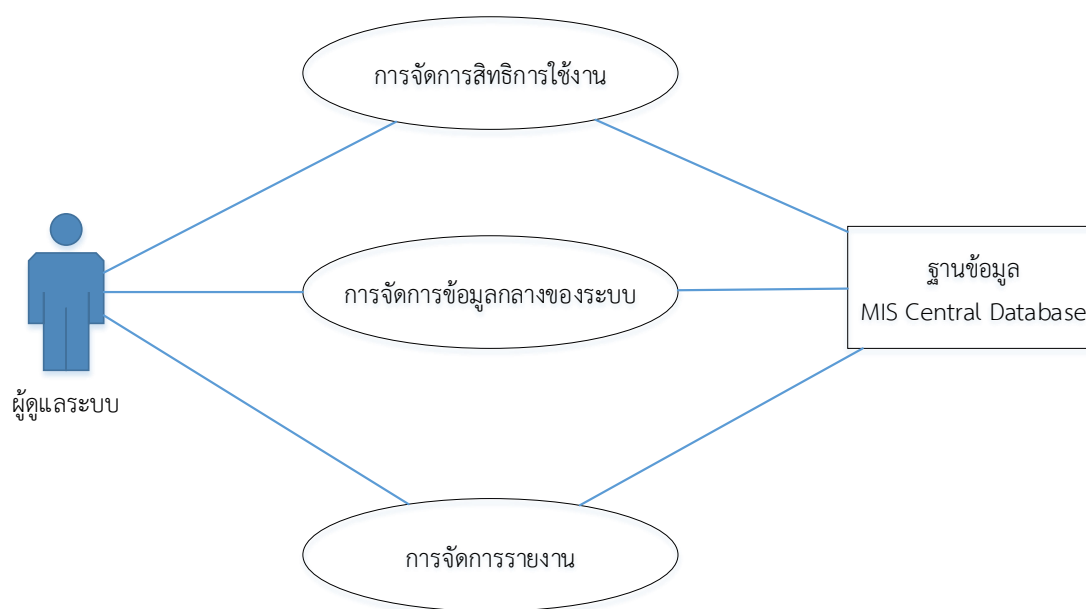 การจัดการสิทธิการใช้งาน
การจัดการข้อมูลกลางของระบบ
ฐานข้อมูล
MIS Central Database
ผู้ดูแลระบบ
การจัดการรายงาน